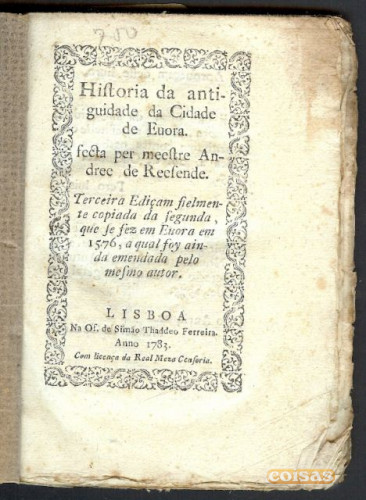 780
Hiſtoria da anti-
guidade da Cidade
de Euora.
fecta per meeſtre An-
dree de Reeſende.
Terceira Ediçam fielmen-
te copiada da ſegunda,
que ſe fez em Euora em
1576, a qual foy ain-
da emendada pelo
meſmo autor.
LISBOA
Na Of. de Simão Thaddeo Ferreira.
Anno 1783.
Com licença da Real Meza Cenſoria.
coisas